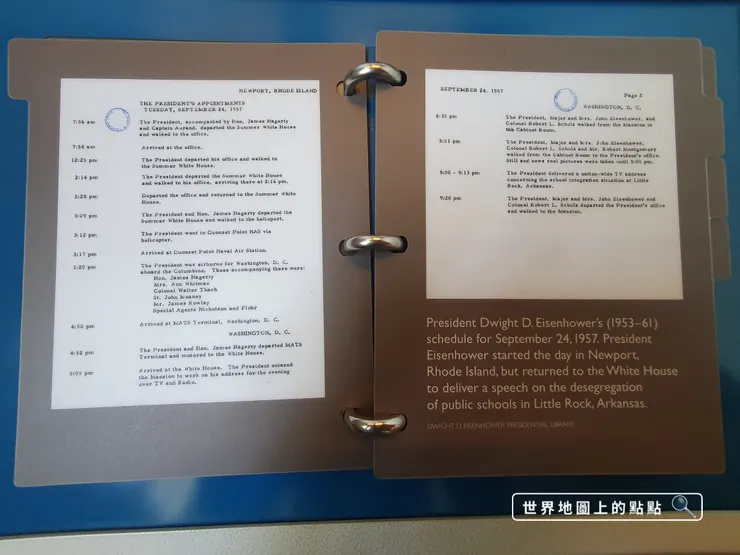 NEWPORT, RHODE ISLAND
THE PRESIDENT'S APPOINTMENTS
TUESDAY, SEPTEMBER 24, 1957
7:56 am The President, accompanied by Hon. James Hagerty
and Captain Aurand, departed the Summer White House
and walked to the office.
7:58 am Arrived at the office.
12:25 pm The President departed his office and walked to
the Summer White House.
2:14 pm The President departed the Summer White House
and walked to his office, arriving there at 2:16 pm.
2:28 pm Departed the office and returned to the Summer White
House.
3:09 pm The President and Hon. James Hagerty departed the
Summer White House and walked to the helicopter.
3:12 pm The President went to Quonset Point NAS via
helicopter.
3:17 pm Arrived at Quonset Point Naval Air Station.
3:20 pm The President was airborne for Washington, D. C.
aboard the Columbine. Those accompanying there were:
Hon. James Hagerty
Mrs. Ann Whitman
Colonel Walter Tkach
St. John Moaney
Mr. James Rowley
Special Agents Nicholson and Flohr
4:50 pm Arrived at MATS Terminal, Washington, D. C.
WASHINGTON, D. C.
4:52 pm The President and Hon. James Hagerty departed MATS
Terminal and motored to the White House.
5:05 pm Arrived at the White House. The President entered
the Mansion to work on his address for the evening
over TV and Radio.
SEPTEMBER 24, 1957 Page 2
WASHINGTON, D. C.
8:35 pm The President, Major and Mrs. John Eisenhower, and
Colonel Robert L. Schulz walked from the Mansion to
the Cabinet Room.
8:51 pm The President, Major and Mrs. John Eisenhower,
Colonel Robert L. Schulz and Mr. Robert Montgomery
walked from the Cabinet Room to the President's office.
Still and news reel pictures were taken until 9:00 pm.
9:00 - 9:13 pm The President delivered a nation-wide TV address
concerning the school integration situation at Little
Rock, Arkansas.
9:20 pm The President, Major and Mrs. John Eisenhower and
Colonel Robert L. Schulz departed the President's office
and walked to the Mansion.
President Dwight D. Eisenhower's (1953–61)
schedule for September 24, 1957. President
Eisenhower started the day in Newport,
Rhode Island, but returned to the White House
to deliver a speech on the desegregation
of public schools in Little Rock, Arkansas.
DWIGHT D. EISENHOWER PRESIDENTIAL LIBRARY
世界地圖上的點點